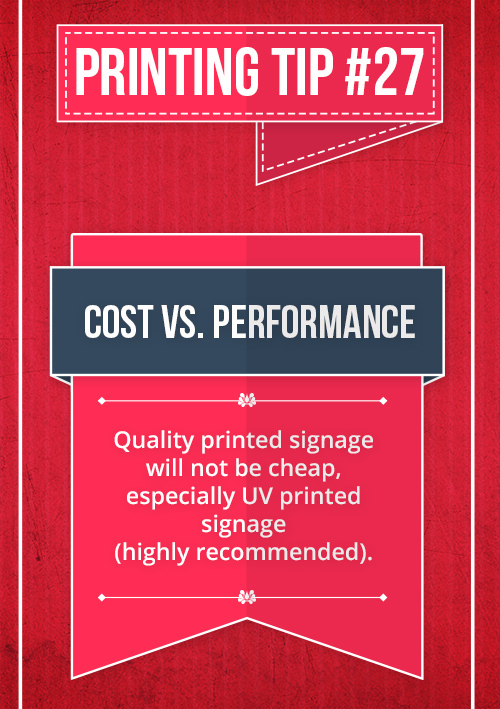 PRINTING TIP #27
COST VS. PERFORMANCE
Quality printed signage
will not be cheap,
especially UV printed
signage
(highly recommended).